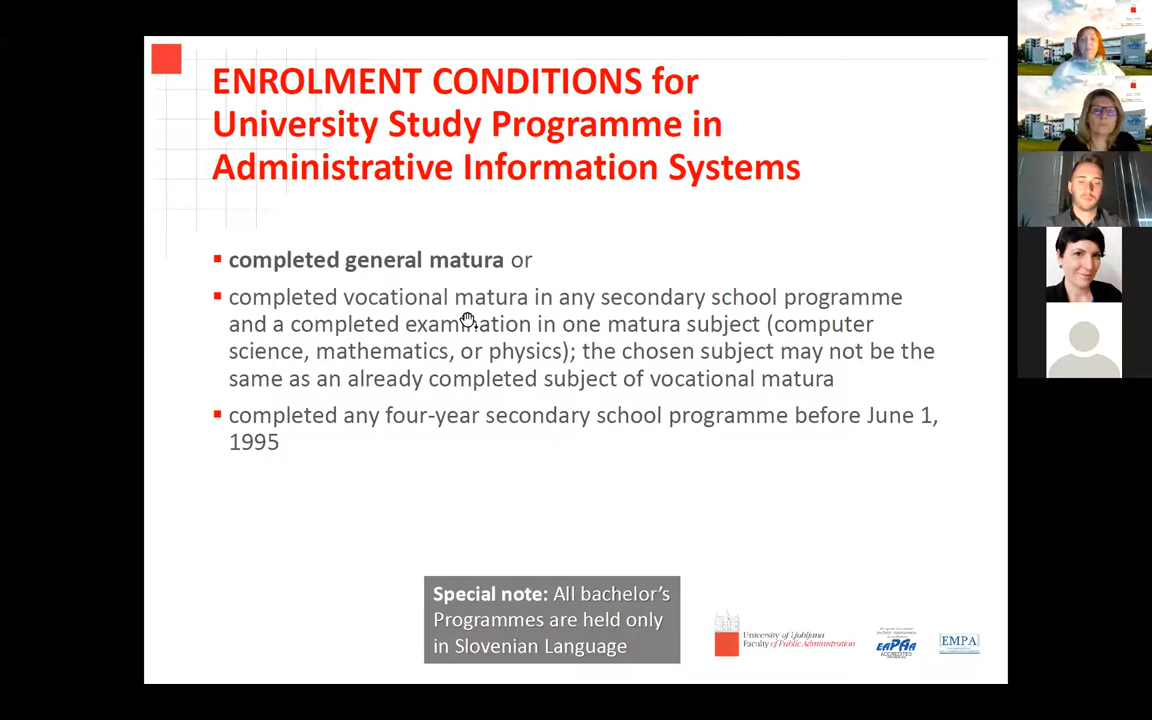 ENROLMENT CONDITIONS for
University Study Programme in
Administrative Information Systems
completed general matura or
completed vocational matura in any secondary school programme
and a completed examination in one matura subject (computer
science, mathematics, or physics); the chosen subject may not be the
same as an already completed subject of vocational matura
completed any four-year secondary school programme before June 1,
1995
Special note: All bachelor's
Programmes are held only
in Slovenian Language
University of Ljubljana
Faculty of Public Administration
EAPAA
ACCREDITED
EMPA